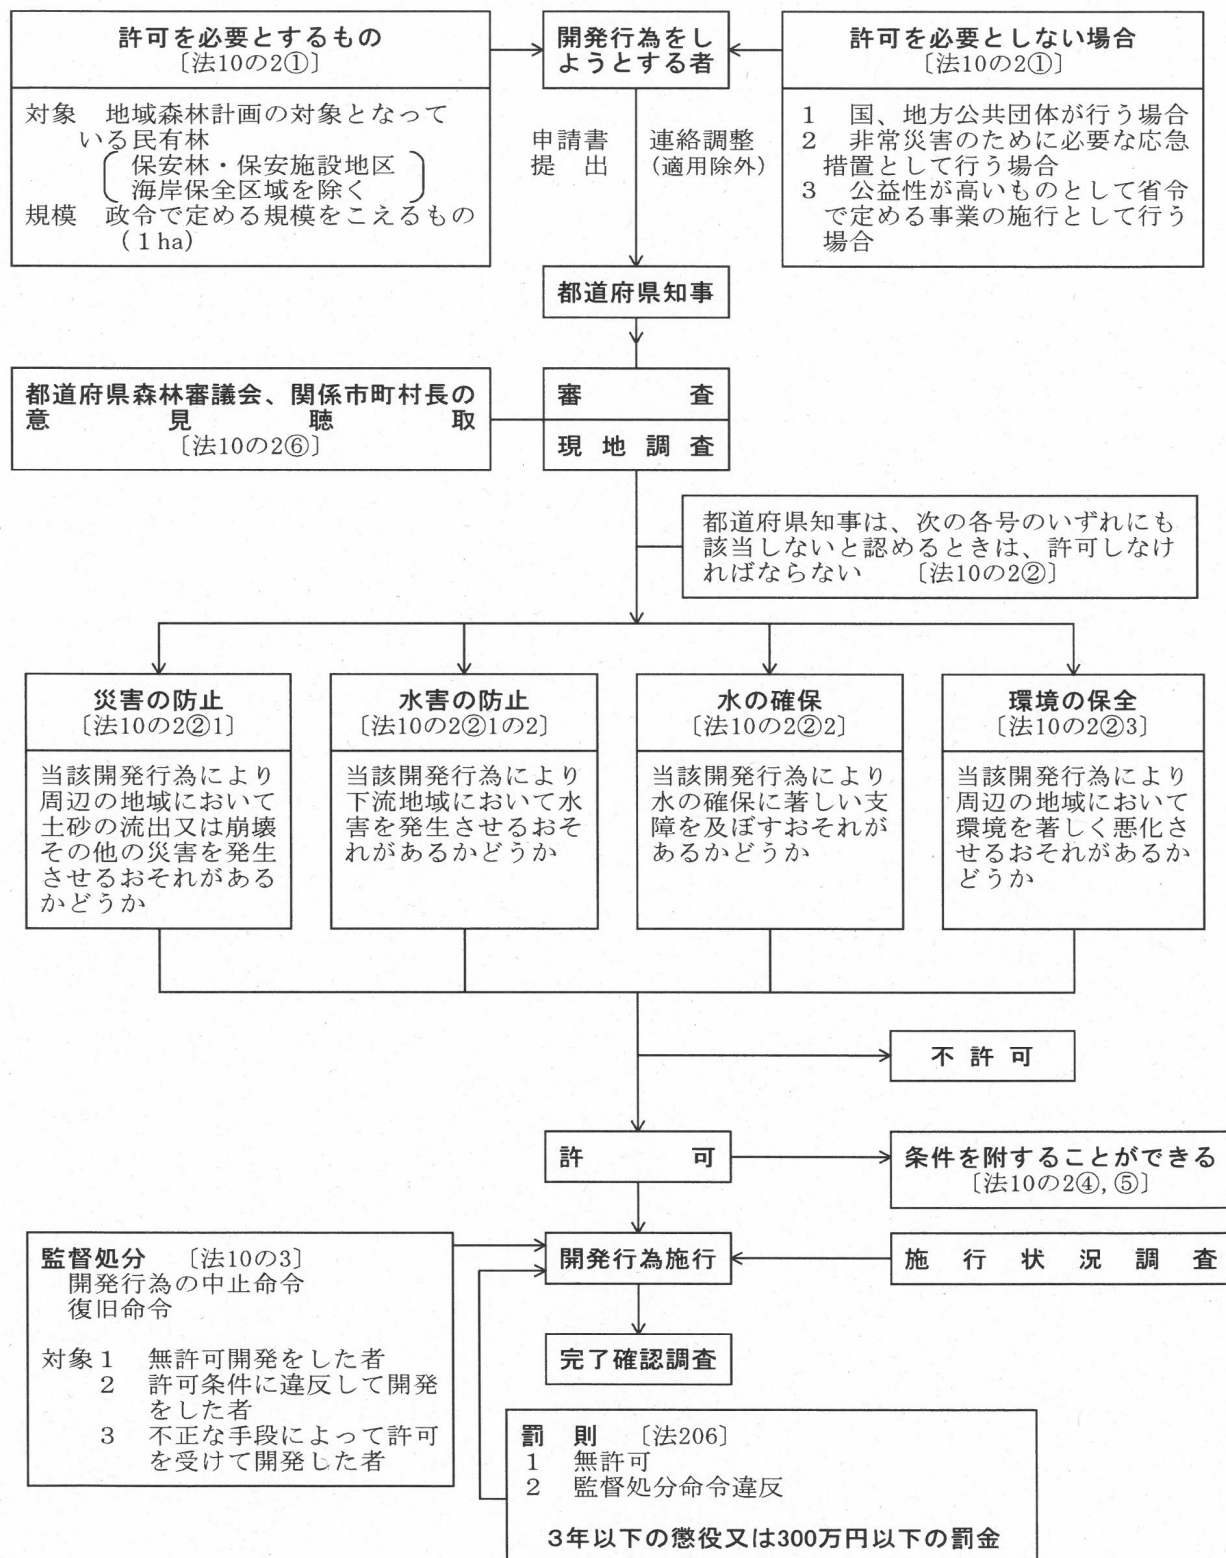 許可を必要とするもの
〔法10の2①〕
対象 地域森林計画の対象となって
いる民有林
保安林・保安施設地区
海岸保全区域を除く
規模 政令で定める規模をこえるもの
(1ha)
開発行為をし
ようとする者
許可を必要としない場合
〔法10の2①〕
1 国、地方公共団体が行う場合
2 非常災害のために必要な応急
措置として行う場合
3 公益性が高いものとして省令
で定める事業の施行として行う
場合
申請書
提出
連絡調整
(適用除外)
都道府県知事
都道府県森林審議会、関係市町村長の
意見聴取
〔法10の2⑥〕
審査
現地調査
都道府県知事は、次の各号のいずれにも
該当しないと認めるときは、許可しなけ
ればならない 〔法10の2②〕
災害の防止
〔法10の2②1〕
当該開発行為により
周辺の地域において
土砂の流出又は崩壊
その他の災害を発生
させるおそれがある
かどうか
水害の防止
〔法10の2②1の2〕
当該開発行為により
下流地域において水
害を発生させるおそ
れがあるかどうか
水の確保
〔法10の2②2〕
当該開発行為により
水の確保に著しい支
障を及ぼすおそれが
あるかどうか
環境の保全
〔法10の2②3〕
当該開発行為により
周辺の地域において
環境を著しく悪化さ
せるおそれがあるか
どうか
不許可
許可
条件を附することができる
〔法10の2④,⑤〕
監督処分 〔法10の3〕
開発行為の中止命令
復旧命令
対象1 無許可開発をした者
2 許可条件に違反して開発
をした者
3 不正な手段によって許可
を受けて開発した者
開発行為施行
施行状況調査
完了確認調査
罰則 〔法206〕
1 無許可
2 監督処分命令違反
3年以下の懲役又は300万円以下の罰金